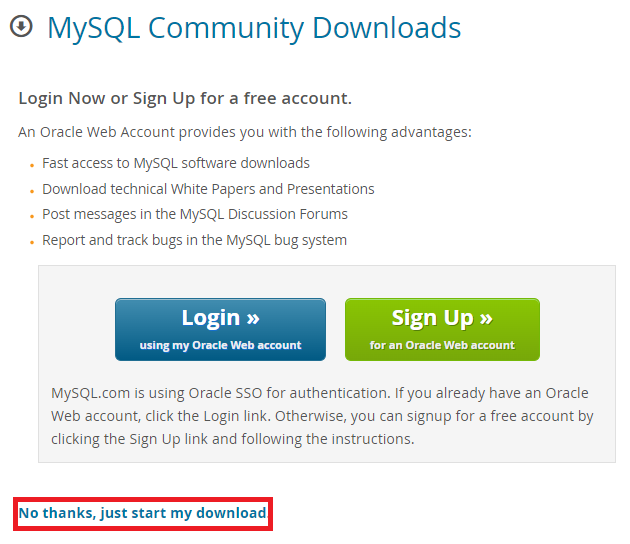 MySQL Community Downloads
Login Now or Sign Up for a free account.
An Oracle Web Account provides you with the following advantages:
Fast access to MySQL software downloads
Download technical White Papers and Presentations
Post messages in the MySQL Discussion Forums
Report and track bugs in the MySQL bug system
Login »
using my Oracle Web account
Sign Up »
for an Oracle Web account
MySQL.com is using Oracle SSO for authentication. If you already have an Oracle
Web account, click the Login link. Otherwise, you can signup for a free account by
clicking the Sign Up link and following the instructions.
No thanks, just start my download.